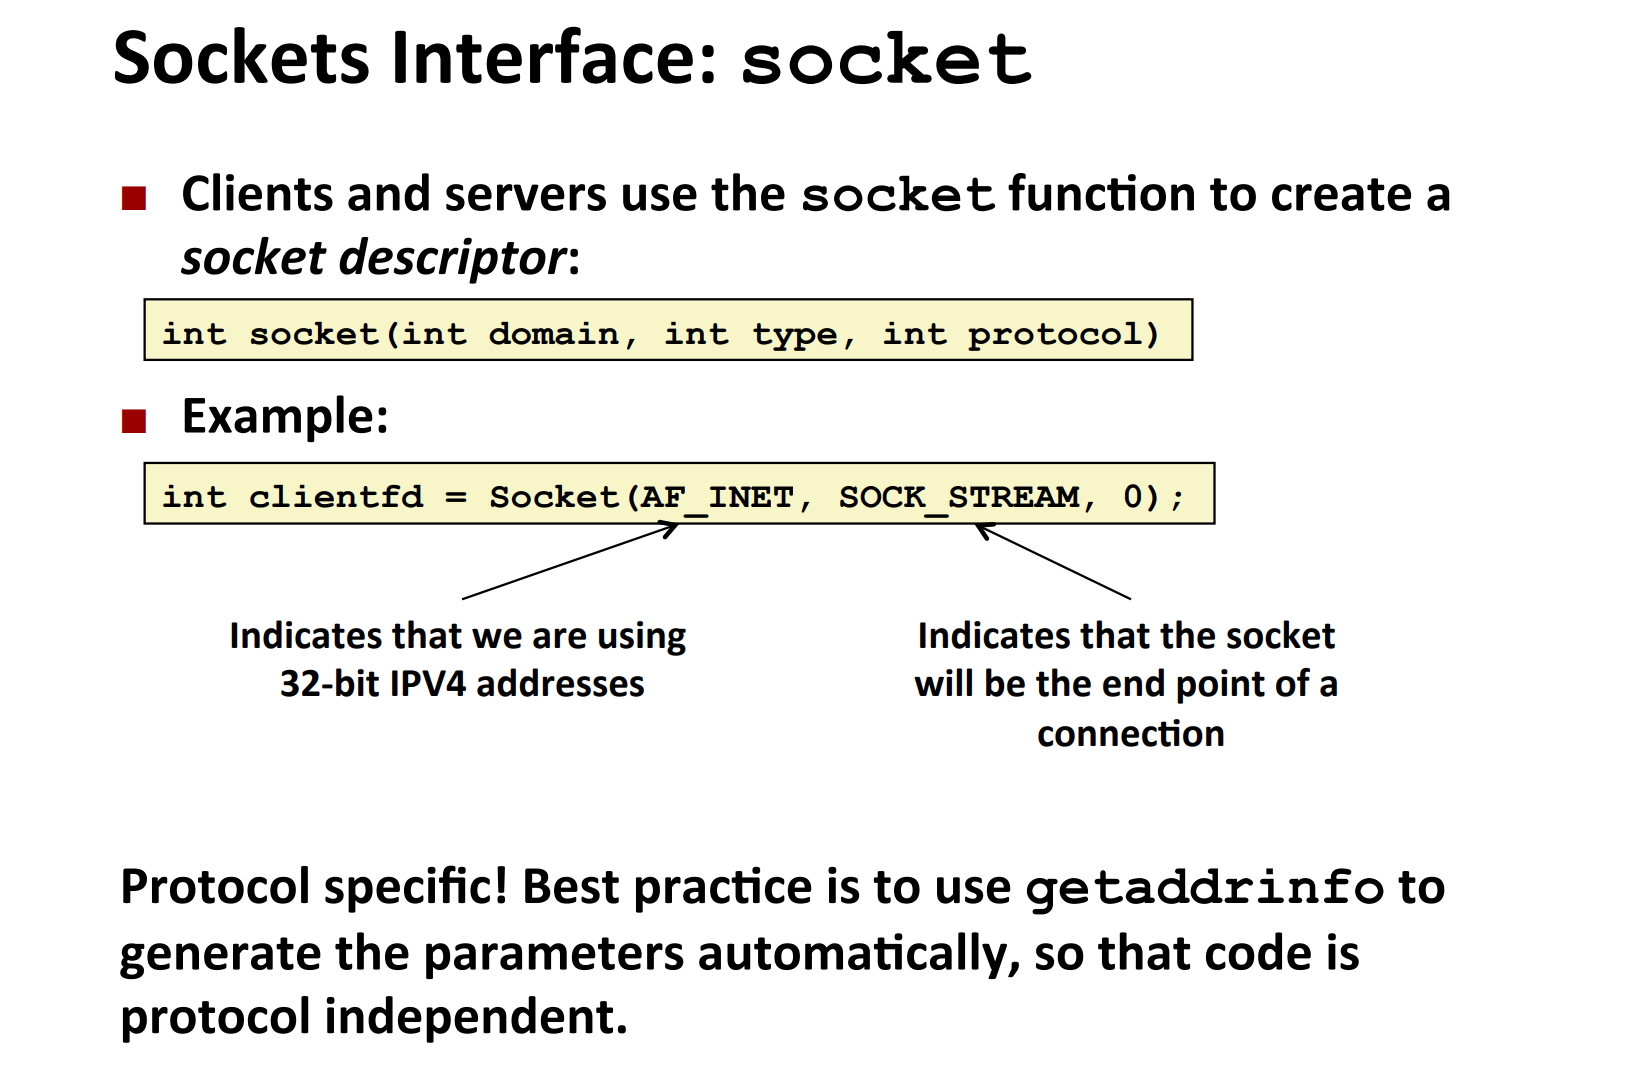 Sockets Interface: socket
Clients and servers use the socket function to create a
socket descriptor:
int socket(int domain, int type, int protocol)
Example:
int clientfd = Socket(AF_INET, SOCK_STREAM, 0);
Indicates that we are using
32-bit IPV4 addresses
Indicates that the socket
will be the end point of a
connection
Protocol specific! Best practice is to use getaddrinfo to
generate the parameters automatically, so that code is
protocol independent.